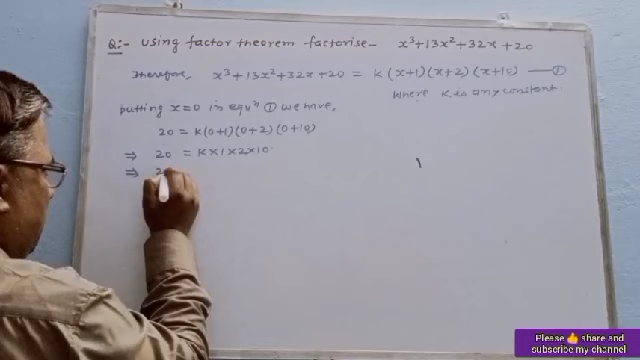 Q:- using factor theorem factorise- x³+13x²+32x+20
Therefore, x³+13x²+32x+20 = K(x+1)(x+2)(x+10) —— ①
Where K is any constant.
putting x=0 in equⁿ ① we have,
20 = K(0+1)(0+2)(0+10)
⇒ 20 = K×1×2×10
⇒ 2
Please 👍 share and
subscribe my channel